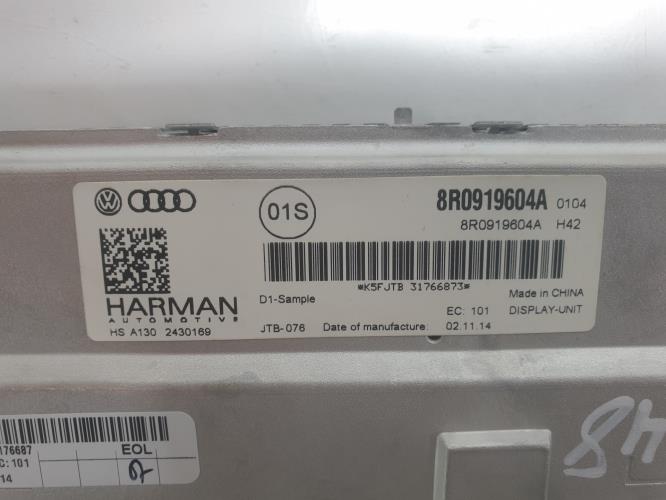 01S
8R0919604A 0104
8R0919604A H42
*K5FJTB 31766873*
HARMAN
AUTOMOTIVE
HS A130 2430169
D1-Sample
JTB-076 Date of manufacture: 02.11.14
EC: 101
Made in CHINA
DISPLAY-UNIT
176687
C: 101
14
EOL